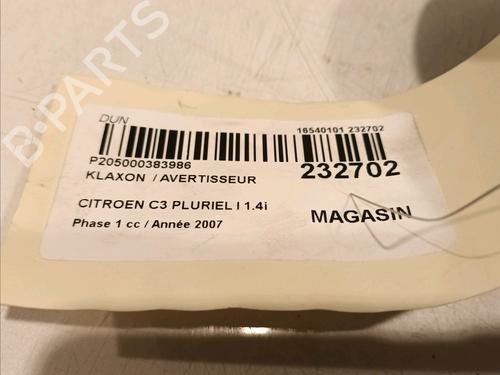 DUN
16540101 232702
P205000383986
232702
KLAXON / AVERTISSEUR
CITROEN C3 PLURIEL I 1.4i
MAGASIN
Phase 1 cc / Année 2007
B-PARTS